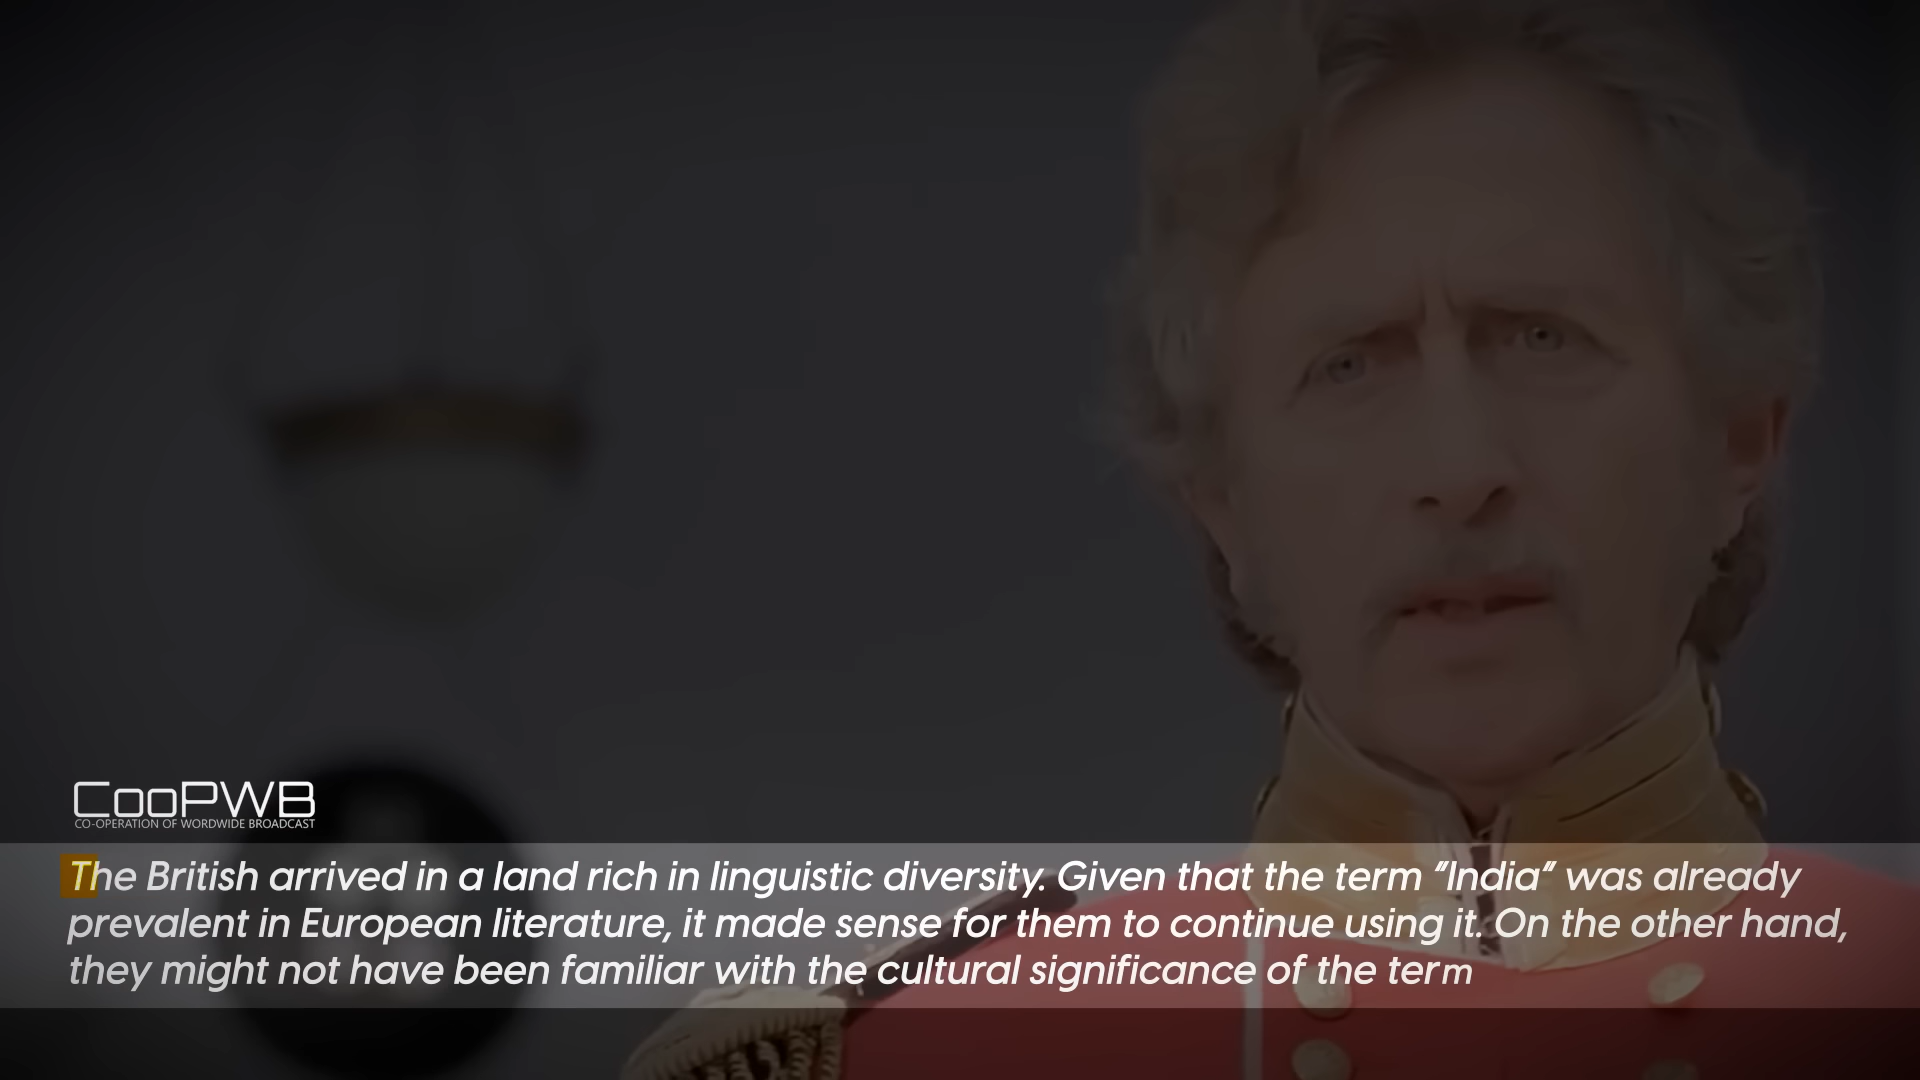 CooPWB
CO-OPERATION OF WORDWIDE BROADCAST
The British arrived in a land rich in linguistic diversity. Given that the term "India" was already
prevalent in European literature, it made sense for them to continue using it. On the other hand,
they might not have been familiar with the cultural significance of the term